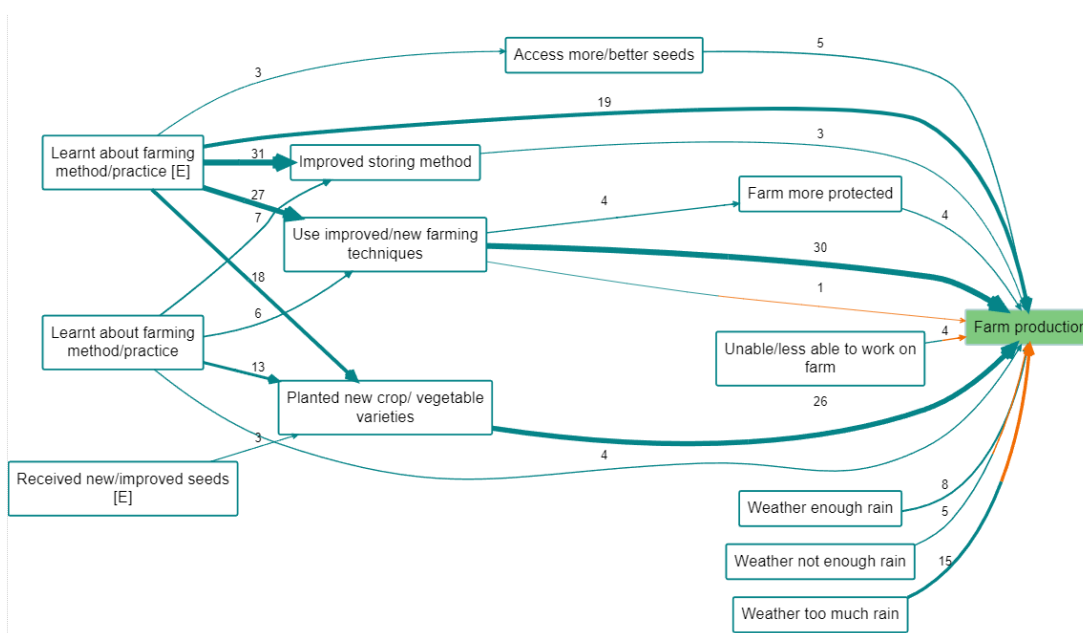 Access more/better seeds
5
3
19
Learnt about farming
method/practice [E]
31
Improved storing method
3
27
7
Farm more protected
4
4
Use improved/new farming
techniques
30
18
1
6
Learnt about farming
method/practice
Farm production
4
Unable/less able to work on
farm
13
Planted new crop/ vegetable
varieties
26
3
4
Received new/improved seeds
[E]
8
Weather enough rain
5
Weather not enough rain
15
Weather too much rain